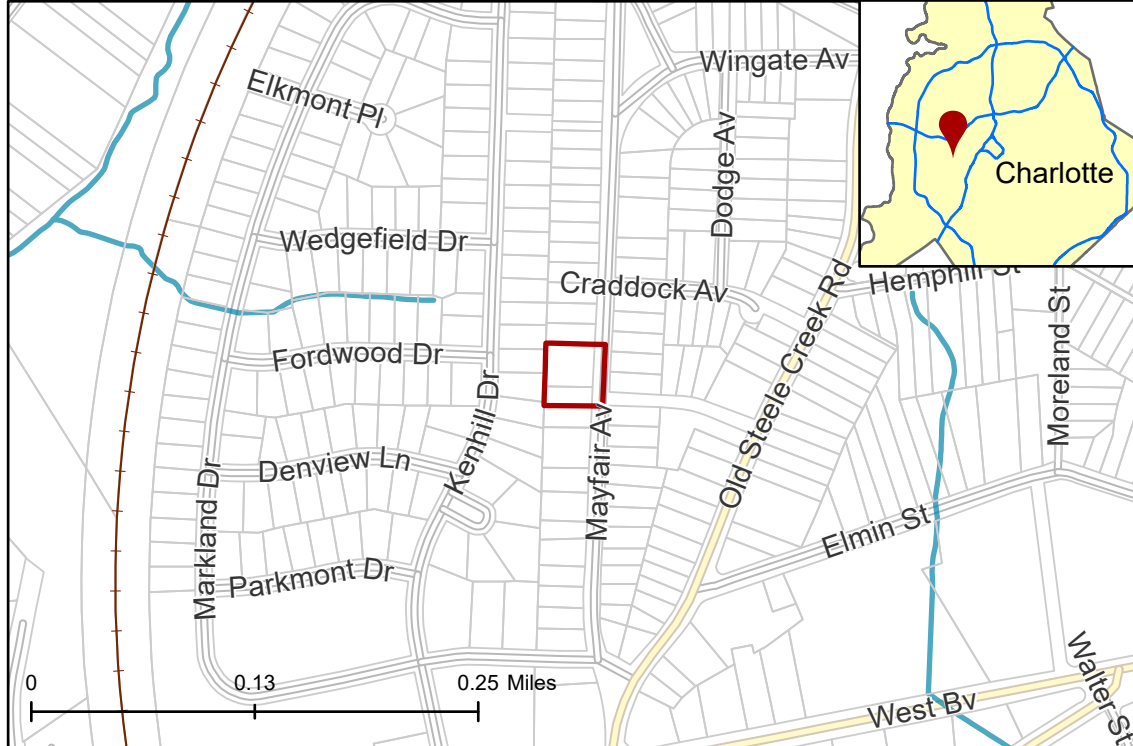 Wingate Av
Elkmont Pl
Dodge Av
Charlotte
Wedgefield Dr
Craddock Av
Hemphill St
Fordwood Dr
Old Steele Creek Rd
Moreland St
Kenhill Dr
Denview Ln
Mayfair Av
Markland Dr
Elmin St
Parkmont Dr
0 0.13 0.25 Miles
Walter St
West Bv